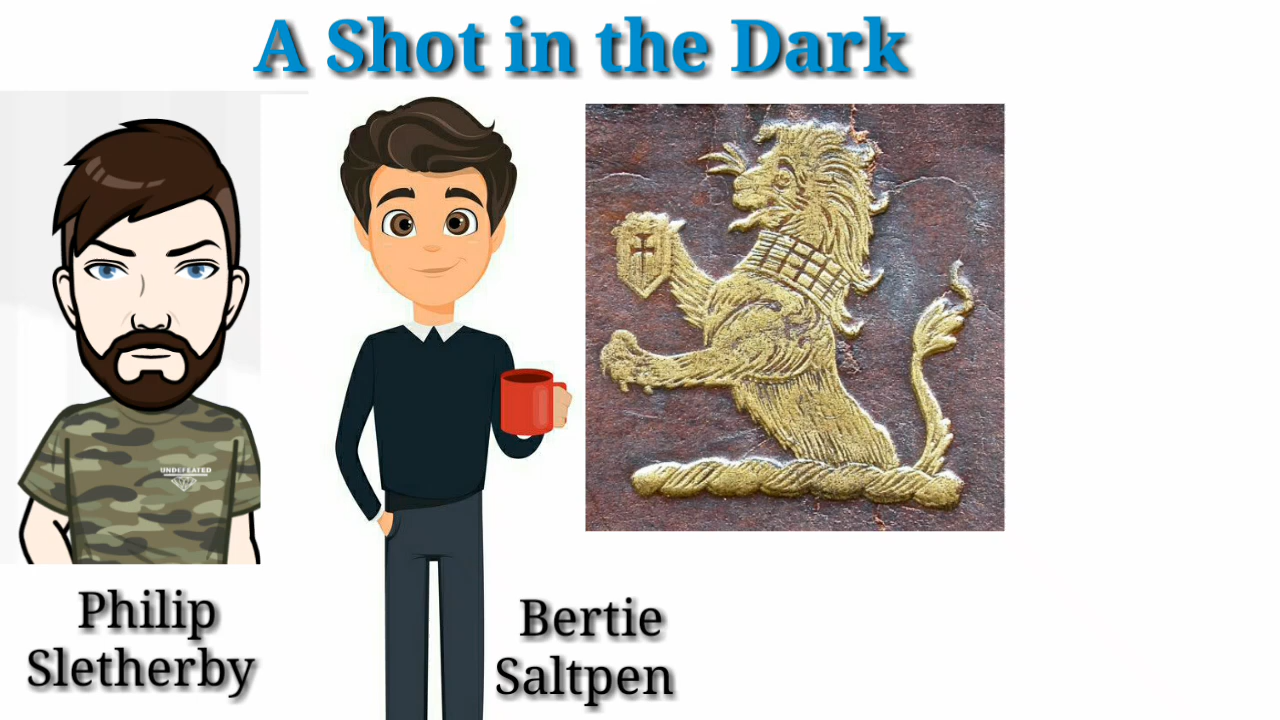 A Shot in the Dark
UNDEFEATED
Philip
Sletherby
Bertie
Saltpen